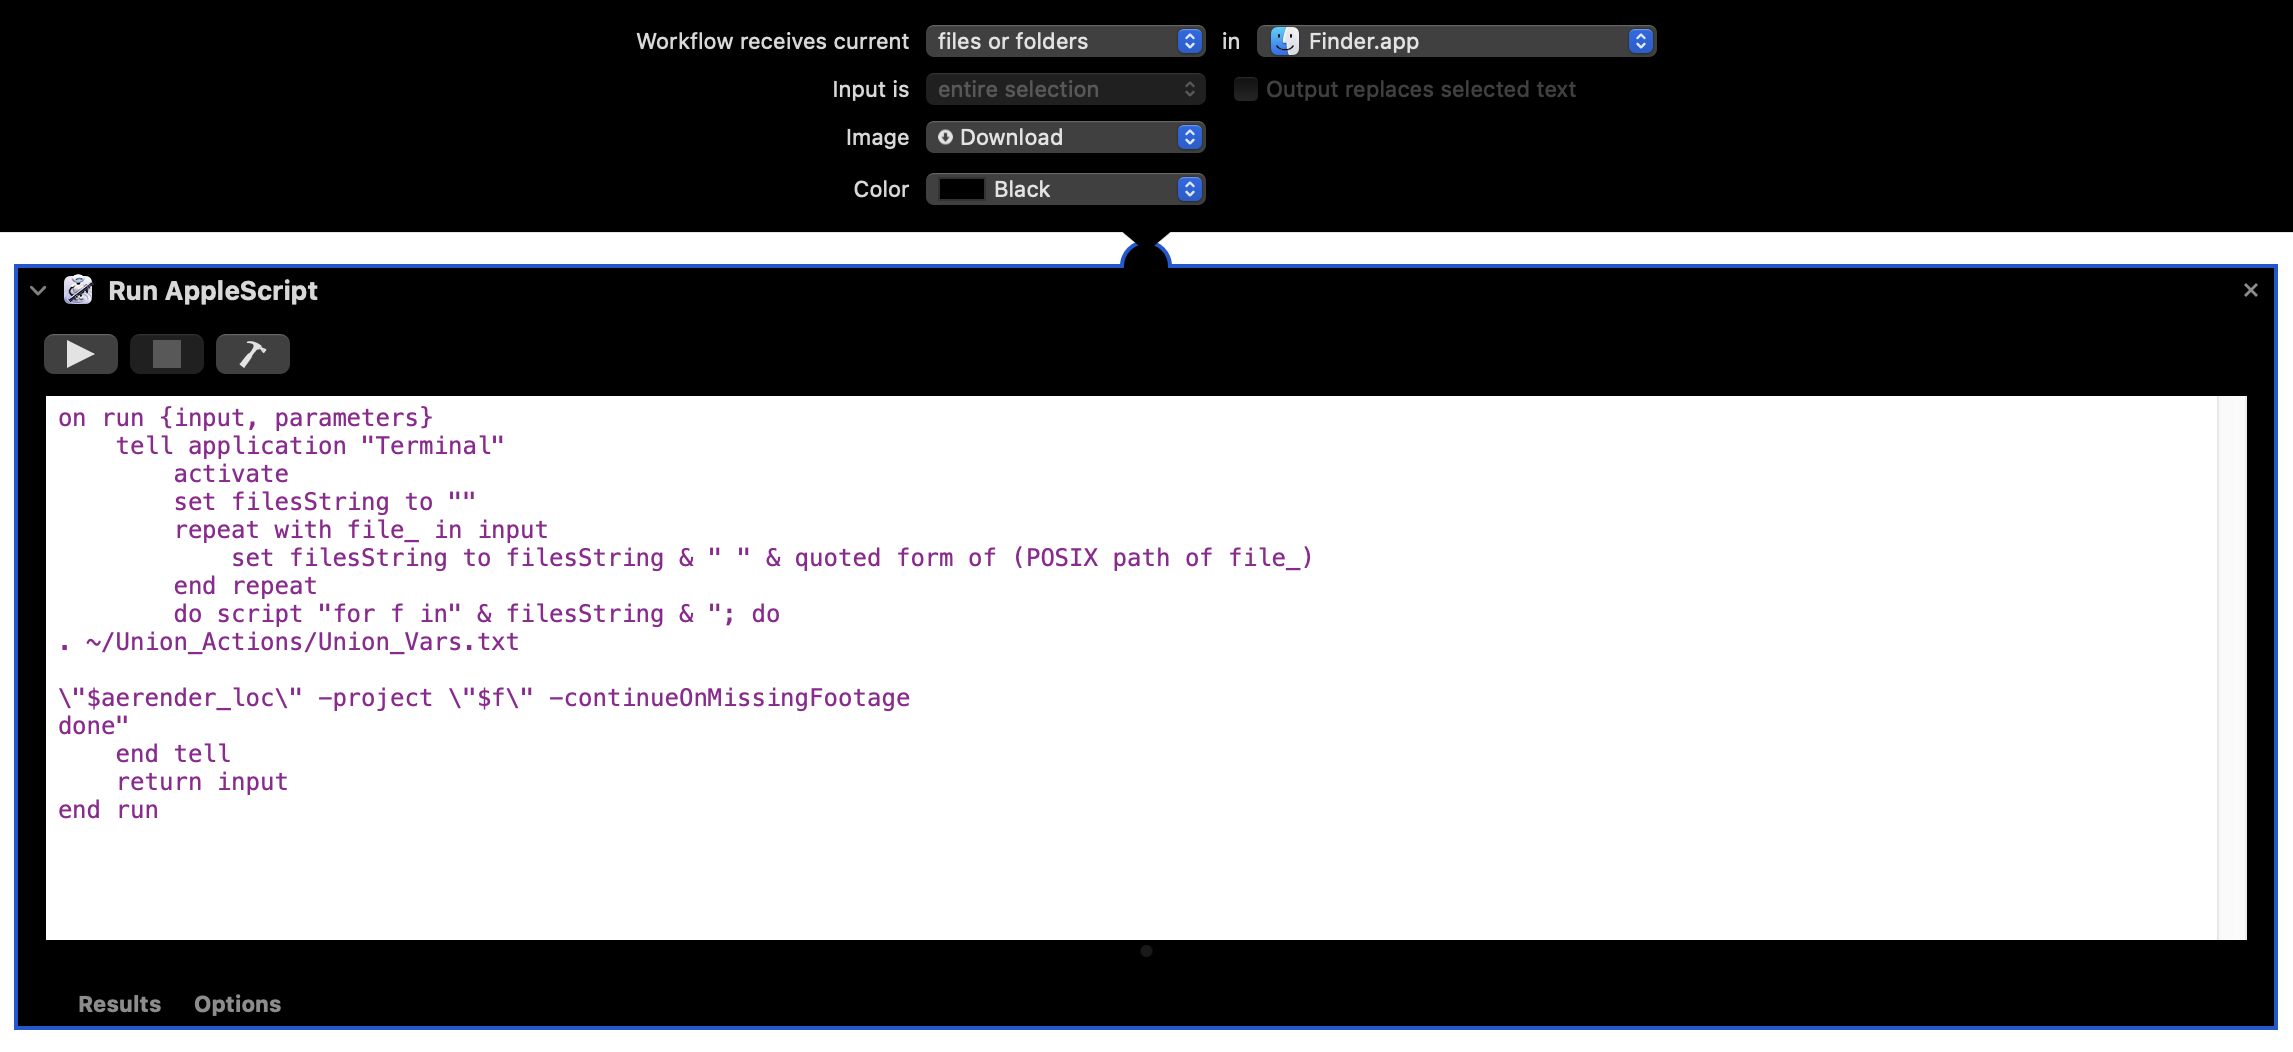 Workflow receives current files or folders in Finder.app
Input is entire selection Output replaces selected text
Image Download
Color Black
Run AppleScript
on run {input, parameters}
    tell application "Terminal"
        activate
        set filesString to ""
        repeat with file_ in input
            set filesString to filesString & " " & quoted form of (POSIX path of file_)
        end repeat
        do script "for f in" & filesString & "; do
. ~/Union_Actions/Union_Vars.txt

\"$aerender_loc\" -project \"$f\" -continueOnMissingFootage
done"
    end tell
    return input
end run
Results Options